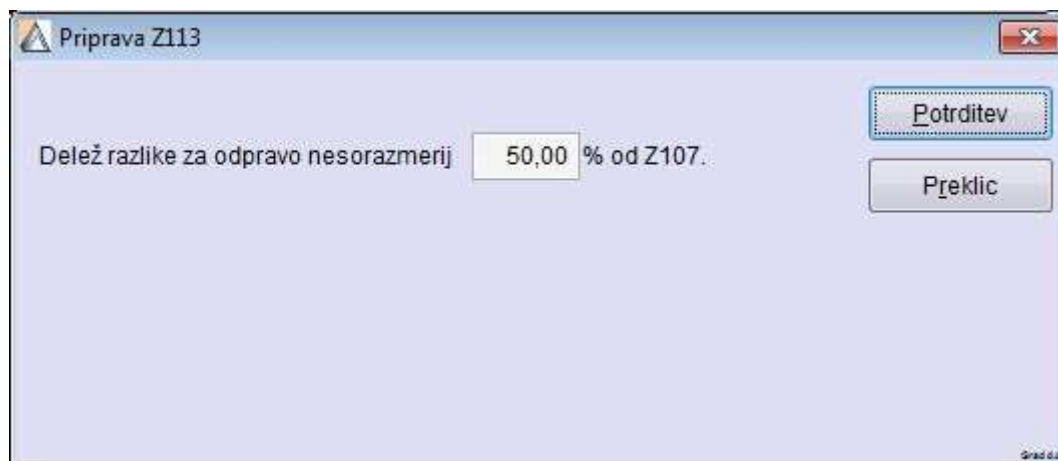 Priprava Z113
Potrditev
Delež razlike za odpravo nesorazmerij 50,00 % od Z107.
Preklic